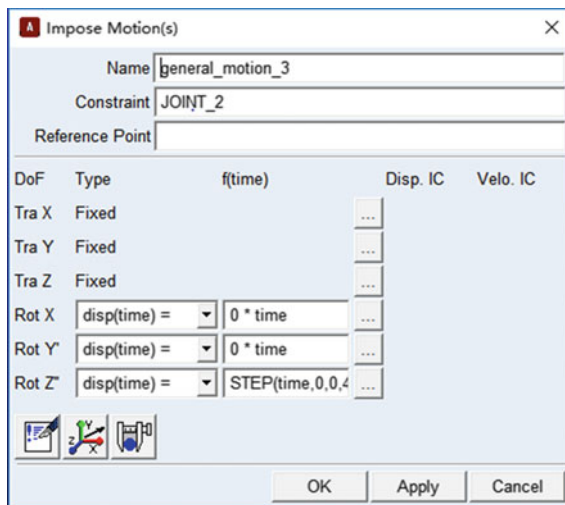 A Impose Motion(s)
Name general_motion_3
Constraint JOINT_2
Reference Point
DoF Type f(time) Disp. IC Velo. IC
Tra X Fixed ...
Tra Y Fixed ...
Tra Z Fixed ...
Rot X disp(time) = 0 * time ...
Rot Y' disp(time) = 0 * time ...
Rot Z" disp(time) = STEP(time,0,0,4 ...
Z Y X
OK Apply Cancel